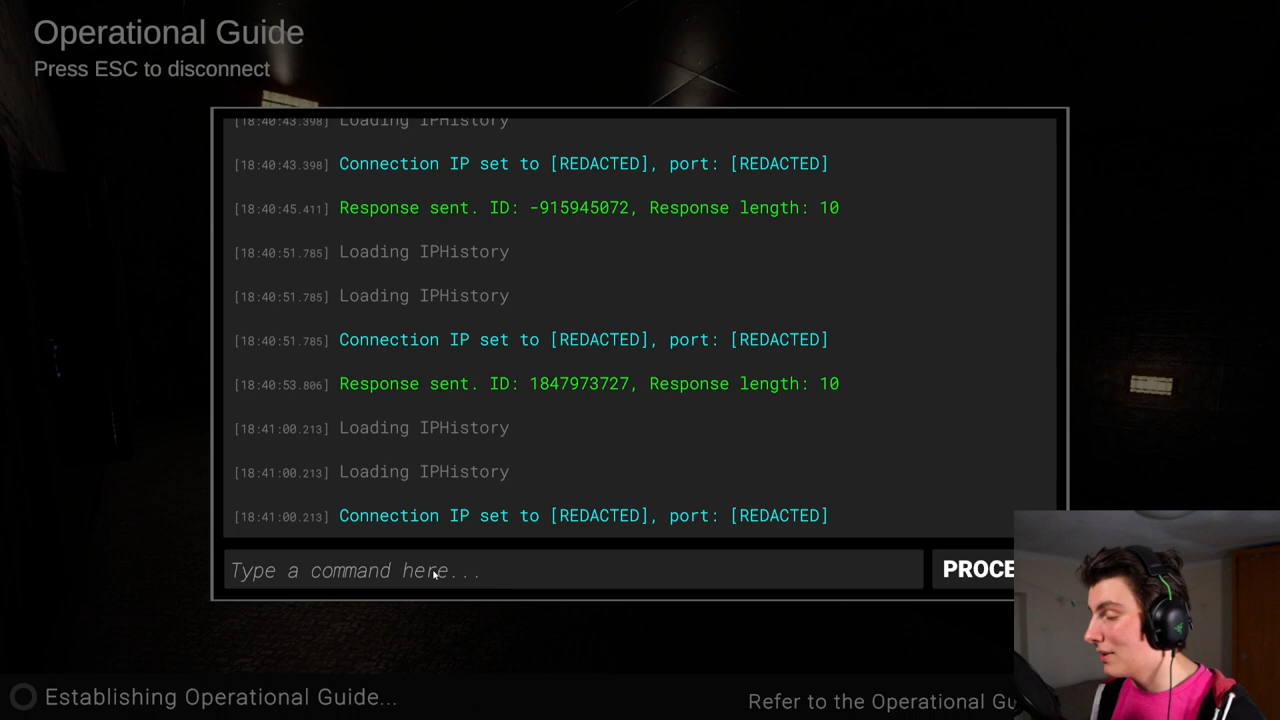 Operational Guide
Press ESC to disconnect
[18:40:43.398] Loading IPHistory
[18:40:43.398] Connection IP set to [REDACTED], port: [REDACTED]
[18:40:45.411] Response sent. ID: -915945072, Response length: 10
[18:40:51.785] Loading IPHistory
[18:40:51.785] Loading IPHistory
[18:40:51.785] Connection IP set to [REDACTED], port: [REDACTED]
[18:40:53.806] Response sent. ID: 1847973727, Response length: 10
[18:41:00.213] Loading IPHistory
[18:41:00.213] Loading IPHistory
[18:41:00.213] Connection IP set to [REDACTED], port: [REDACTED]
Type a command here...
PROCE
Establishing Operational Guide...
Refer to the Operational Gu